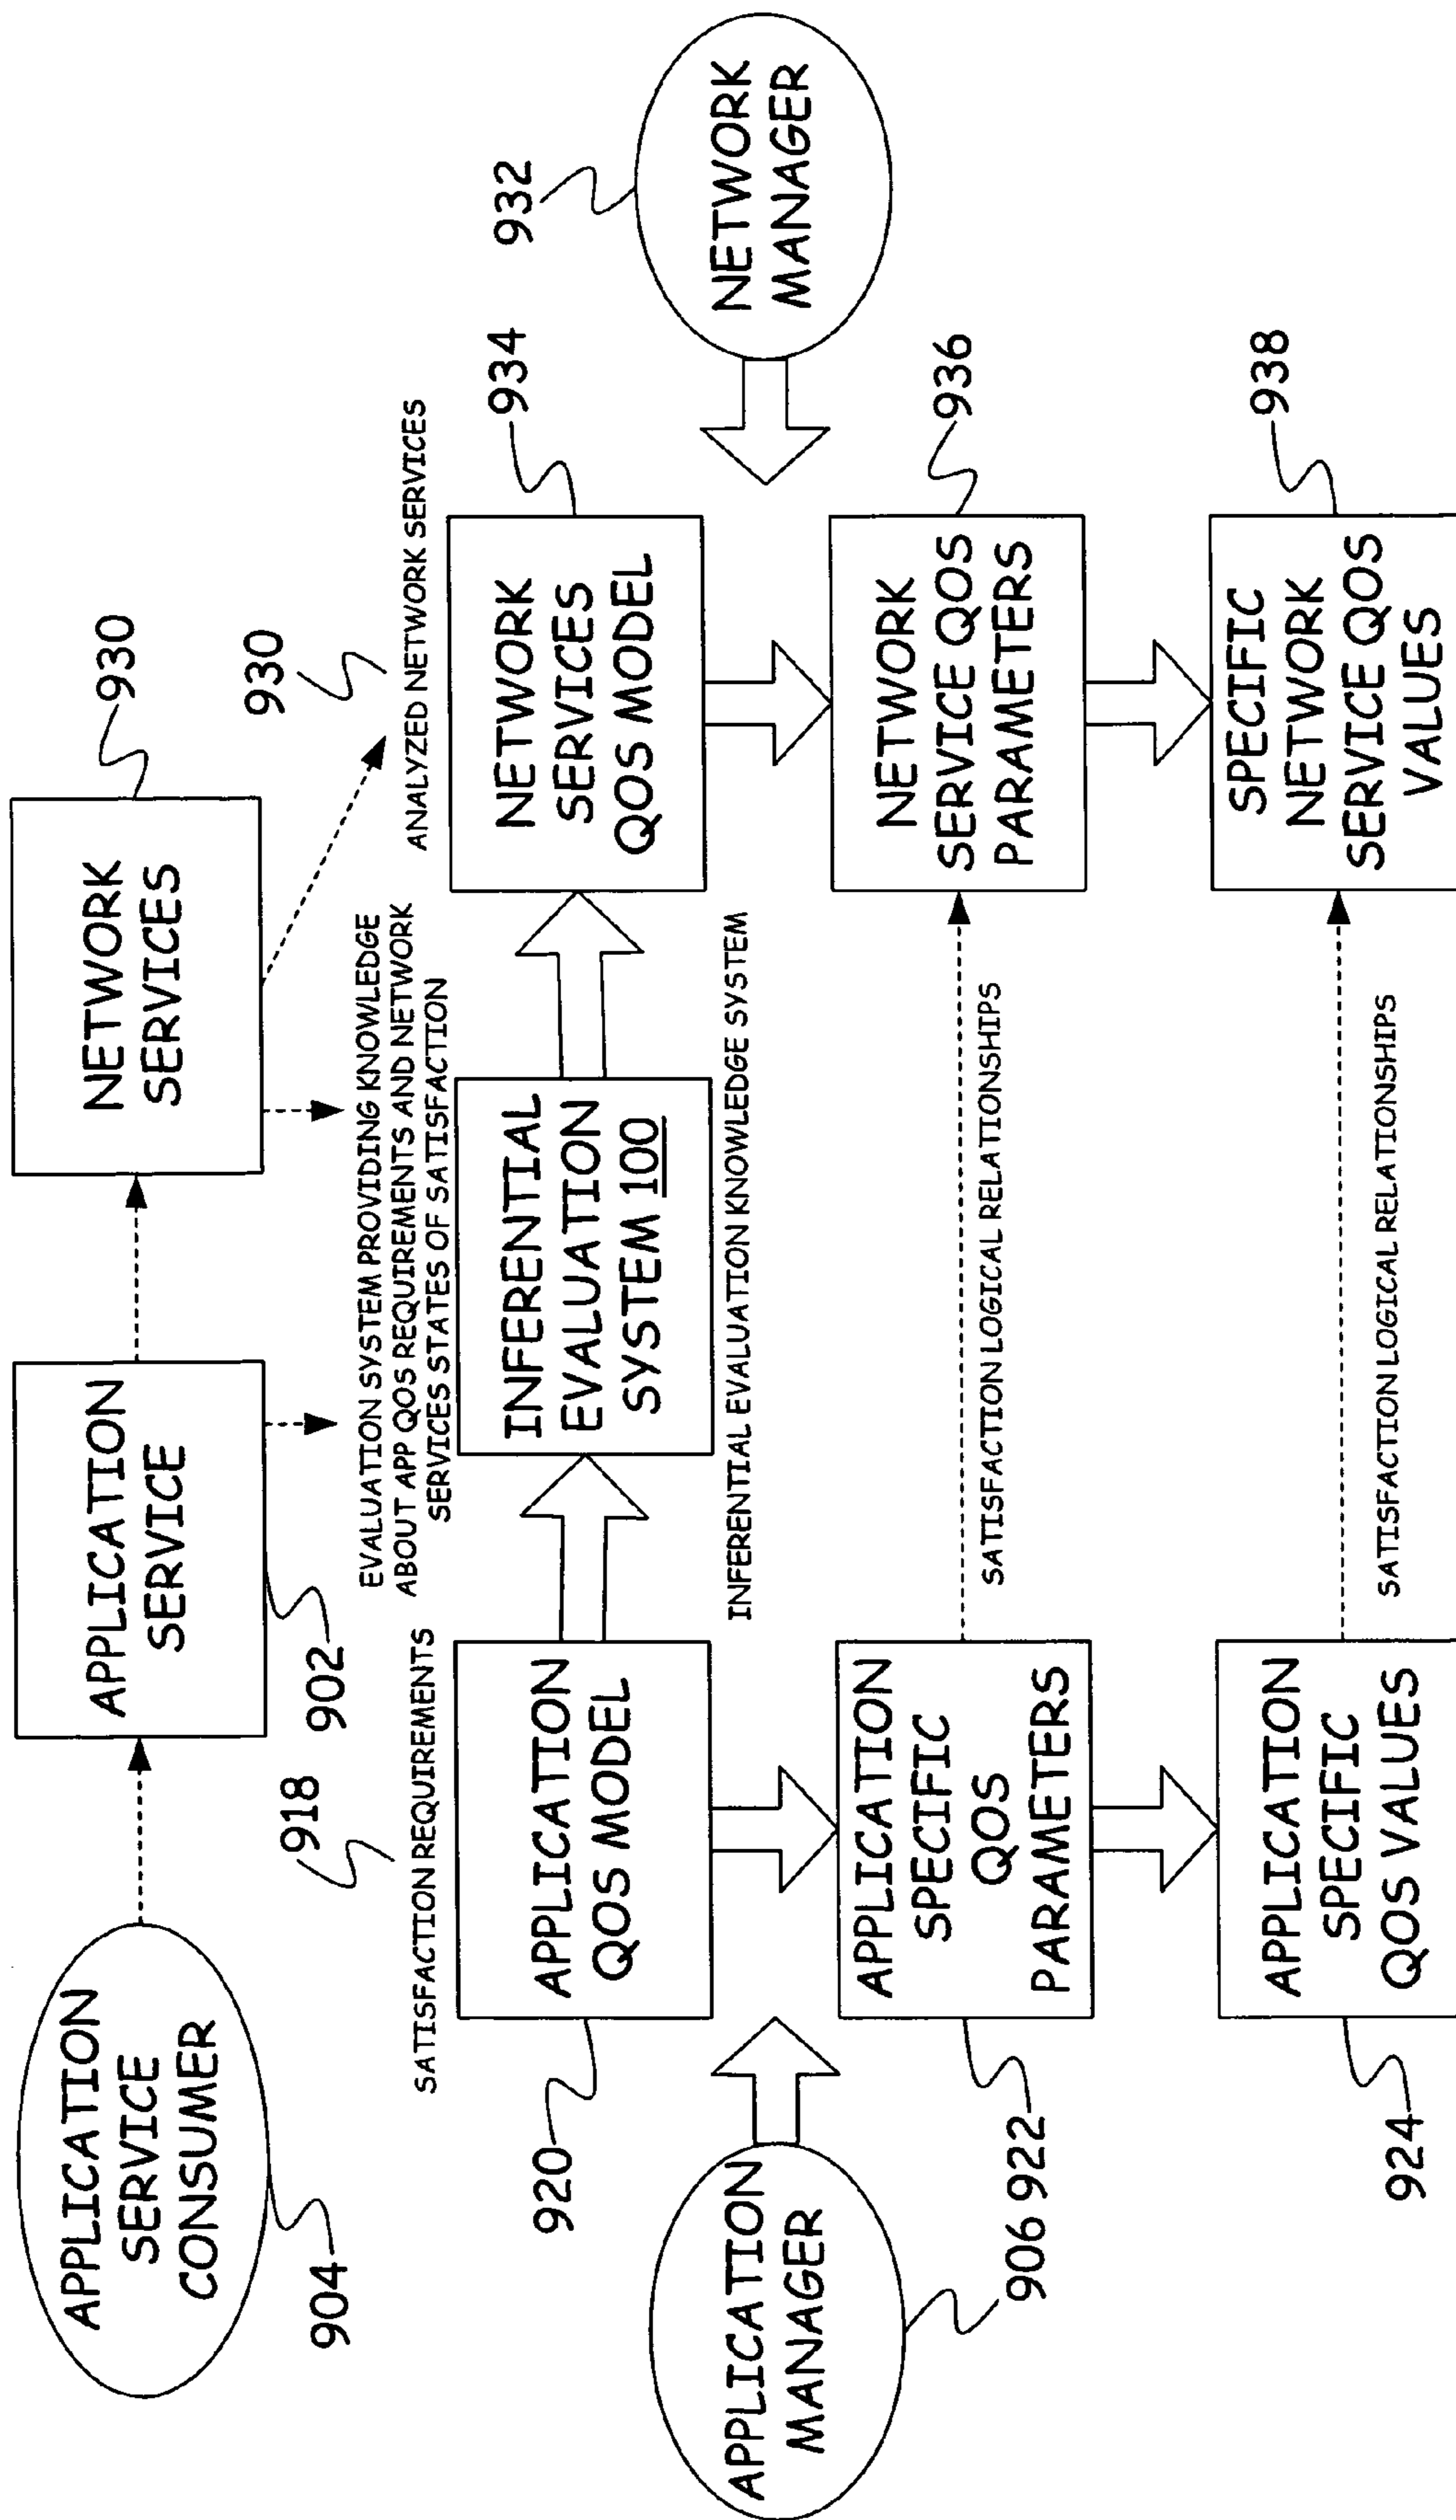 APPLICATION
SERVICE
CONSUMER
904
APPLICATION
SERVICE
902
NETWORK
SERVICES
930
930
918
SATISFACTION REQUIREMENTS
EVALUATION SYSTEM PROVIDING KNOWLEDGE
ABOUT APP QOS REQUIREMENTS AND NETWORK
SERVICES STATES OF SATISFACTION
ANALYZED NETWORK SERVICES
920
APPLICATION
QOS MODEL
INFERENTIAL
EVALUATION
SYSTEM 100
NETWORK
SERVICES
QOS MODEL
934
932
INFERENTIAL EVALUATION KNOWLEDGE SYSTEM
APPLICATION
MANAGER
906
NETWORK
MANAGER
922
APPLICATION
SPECIFIC
QOS
PARAMETERS
SATISFACTION LOGICAL RELATIONSHIPS
NETWORK
SERVICE QOS
PARAMETERS
936
924
APPLICATION
SPECIFIC
QOS VALUES
SATISFACTION LOGICAL RELATIONSHIPS
SPECIFIC
NETWORK
SERVICE QOS
VALUES
938